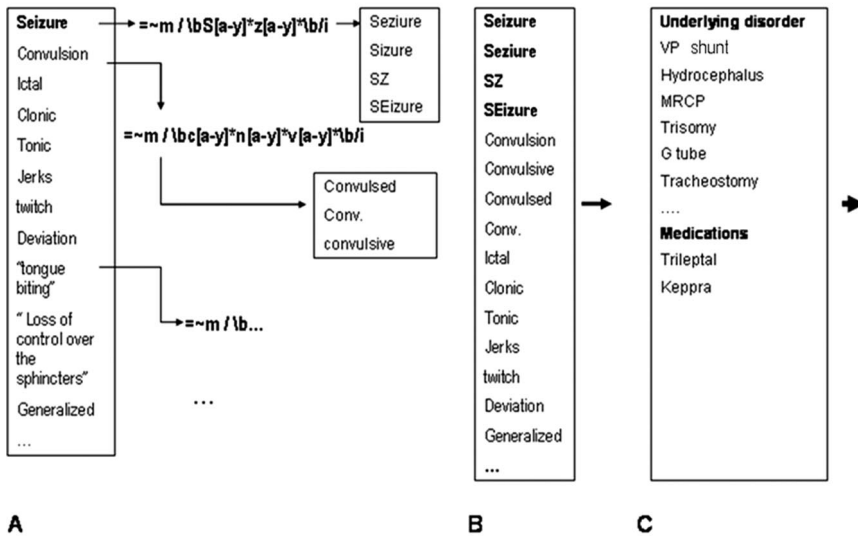 Seizure
Convulsion
Ictal
Clonic
Tonic
Jerks
twitch
Deviation
"tongue
biting"
" Loss of
control over
the
sphincters"
Generalized
...
=~m / \bS[a-y]*z[a-y]*\b/i
Seziure
Sizure
SZ
SEizure
=~m / \bc[a-y]*n[a-y]*v[a-y]*\b/i
Convulsed
Conv.
convulsive
=~m / \b...
...
A
Seizure
Seziure
SZ
SEizure
Convulsion
Convulsive
Convulsed
Conv.
Ictal
Clonic
Tonic
Jerks
twitch
Deviation
Generalized
...
B
Underlying disorder
VP shunt
Hydrocephalus
MRCP
Trisomy
G tube
Tracheostomy
....
Medications
Trileptal
Keppra
C